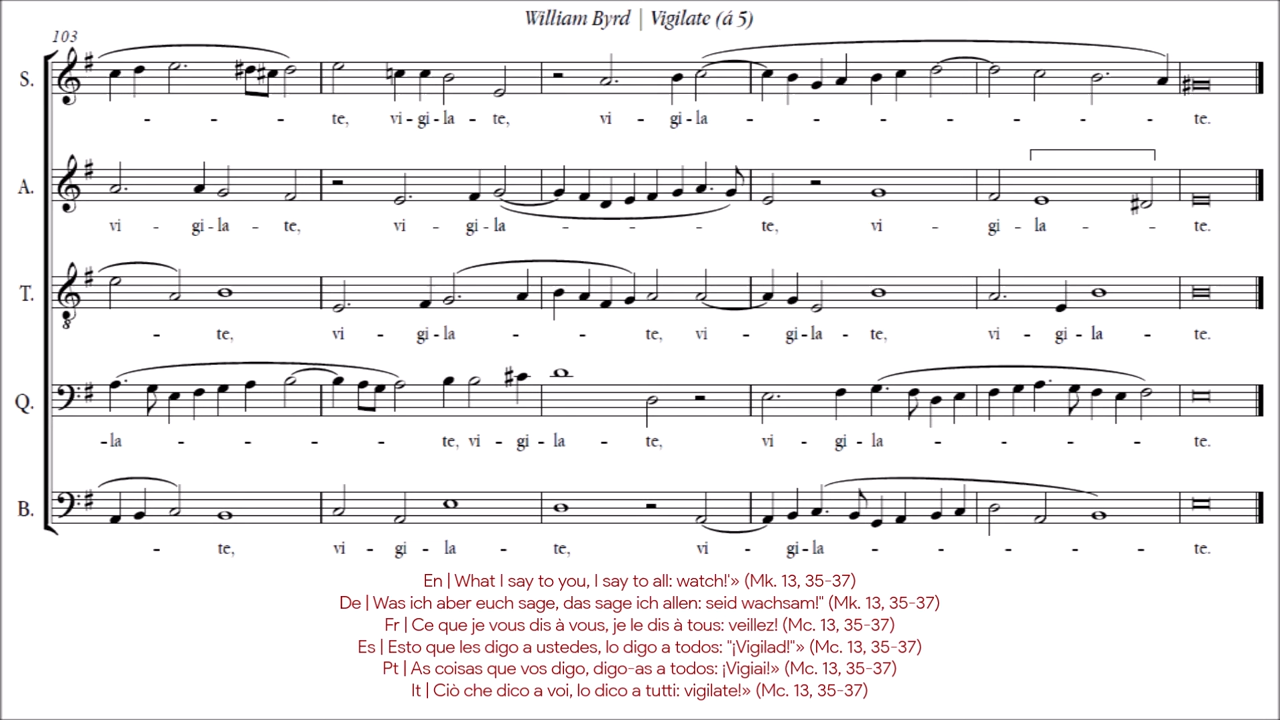 William Byrd | Vigilate (á 5)
103
S.
- - - - te, vi - gi - la - te, vi - gi - la - - - - - - - te.
A.
vi - gi - la - te, vi - gi - la - - - te, vi - gi - la - - te.
T.
- te, vi - gi - la - - - te, vi - gi - la - te, vi - gi - la - te.
8
Q.
- la - - - - - te, vi - gi - la - te, vi - gi - la - - - - te.
B.
- te, vi - gi - la - te, vi - gi - la - - - - - te.
En | What I say to you, I say to all: watch!'» (Mk. 13, 35-37)
De | Was ich aber euch sage, das sage ich allen: seid wachsam!" (Mk. 13, 35-37)
Fr | Ce que je vous dis à vous, je le dis à tous: veillez! (Mc. 13, 35-37)
Es | Esto que les digo a ustedes, lo digo a todos: "¡Vigilad!"» (Mc. 13, 35-37)
Pt | As coisas que vos digo, digo-as a todos: ¡Vigiai!» (Mc. 13, 35-37)
It | Ciò che dico a voi, lo dico a tutti: vigilate!» (Mc. 13, 35-37)